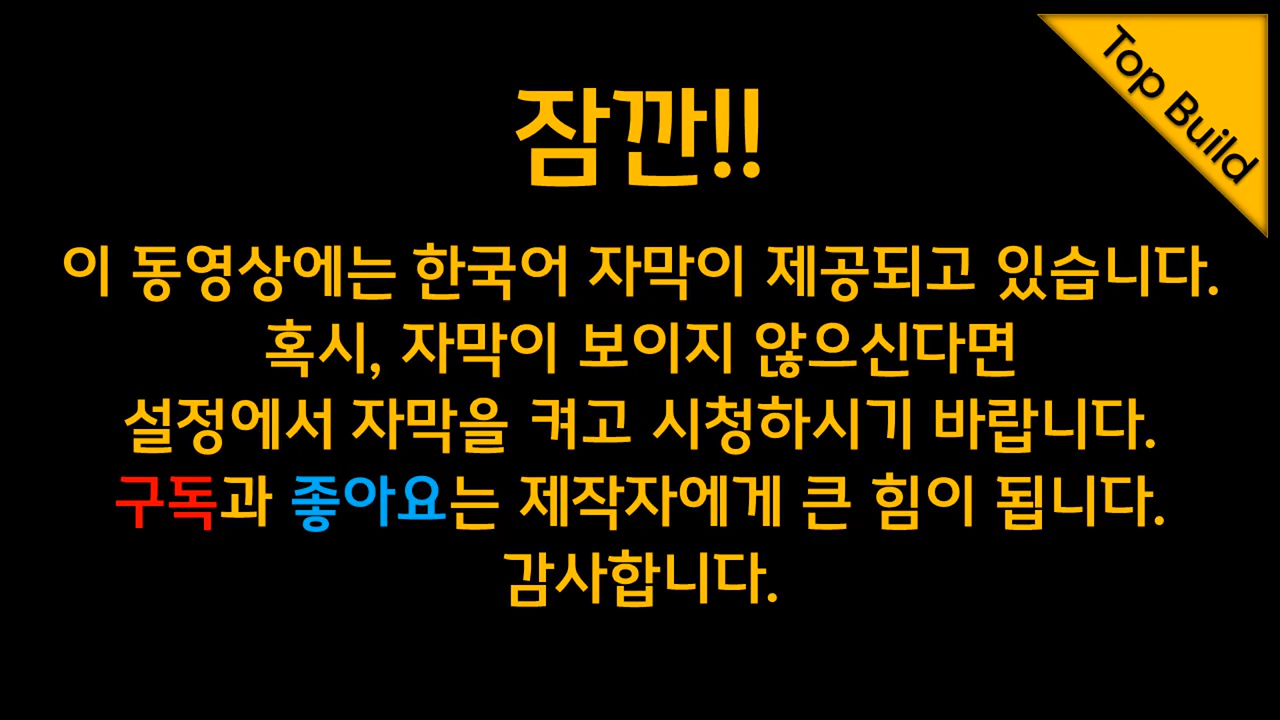 Top Build
잠깐!!
이 동영상에는 한국어 자막이 제공되고 있습니다.
혹시, 자막이 보이지 않으신다면
설정에서 자막을 켜고 시청하시기 바랍니다.
구독과 좋아요는 제작자에게 큰 힘이 됩니다.
감사합니다.